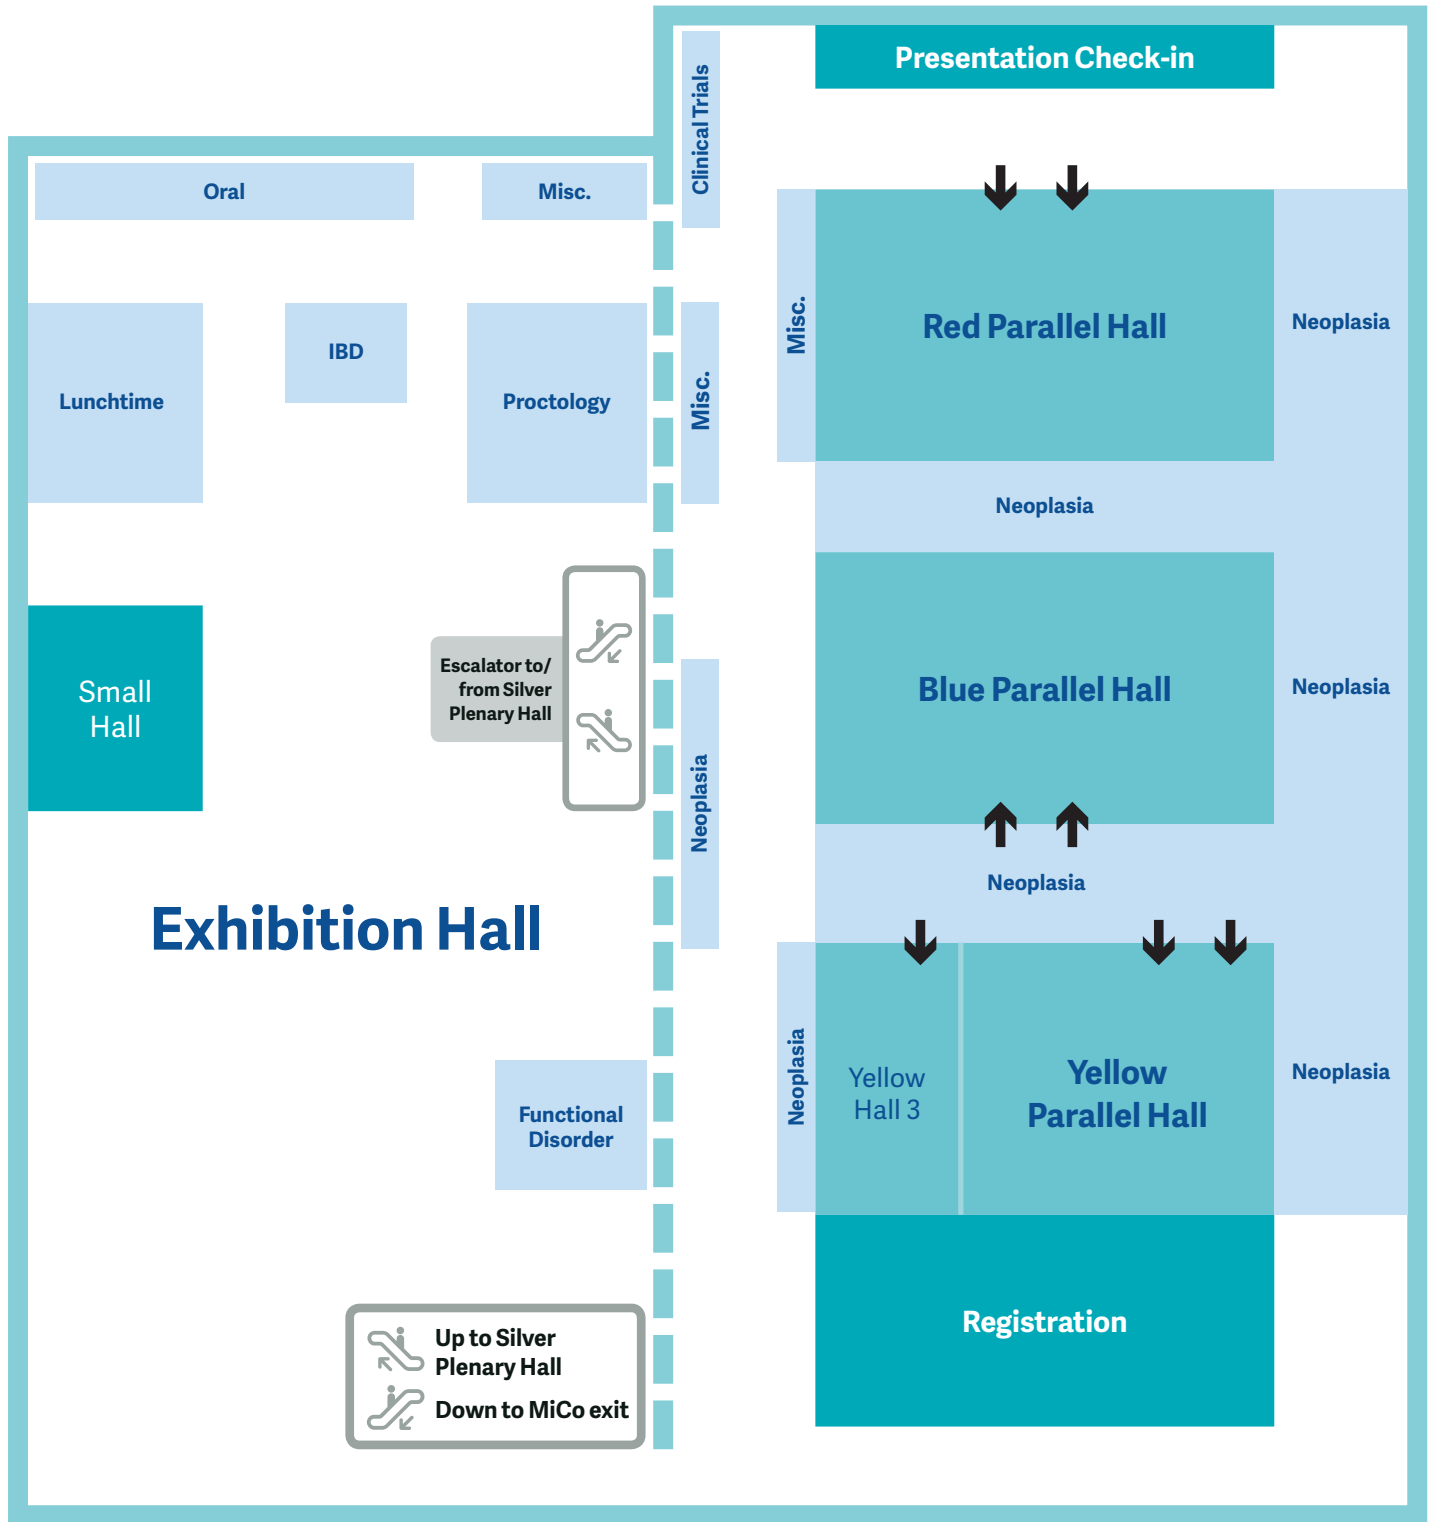 Presentation Check-in
Clinical Trials
Oral
Misc.
Misc.
Red Parallel Hall
Neoplasia
Lunchtime
IBD
Proctology
Misc.
Neoplasia
Small
Hall
Escalator to/
from Silver
Plenary Hall
Neoplasia
Blue Parallel Hall
Neoplasia
Neoplasia
Exhibition Hall
Functional
Disorder
Neoplasia
Yellow
Hall 3
Yellow
Parallel Hall
Neoplasia
Up to Silver
Plenary Hall
Down to MiCo exit
Registration